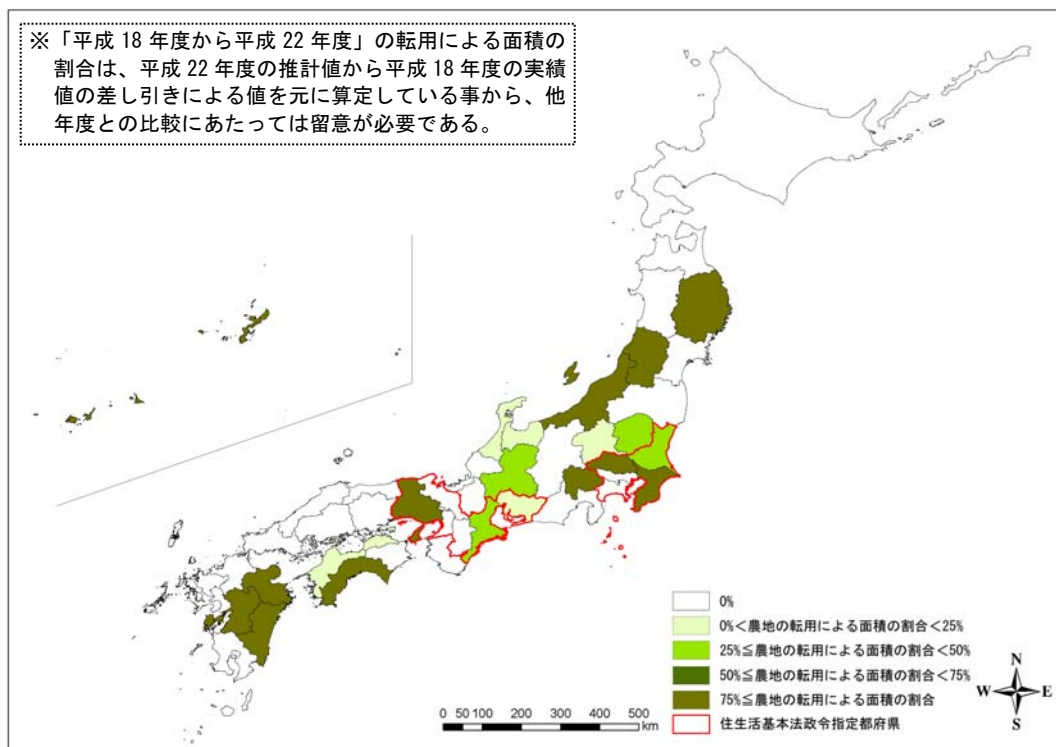 ※「平成 18 年度から平成 22 年度」の転用による面積の
割合は、平成 22 年度の推計値から平成 18 年度の実績
値の差し引きによる値を元に算定している事から、他
年度との比較にあたっては留意が必要である。
0%
0%<農地の転用による面積の割合<25%
25%≦農地の転用による面積の割合<50%
50%≦農地の転用による面積の割合<75%
75%≦農地の転用による面積の割合
住生活基本法政令指定都府県
0 50 100 200 300 400 500
km
N
W E
S